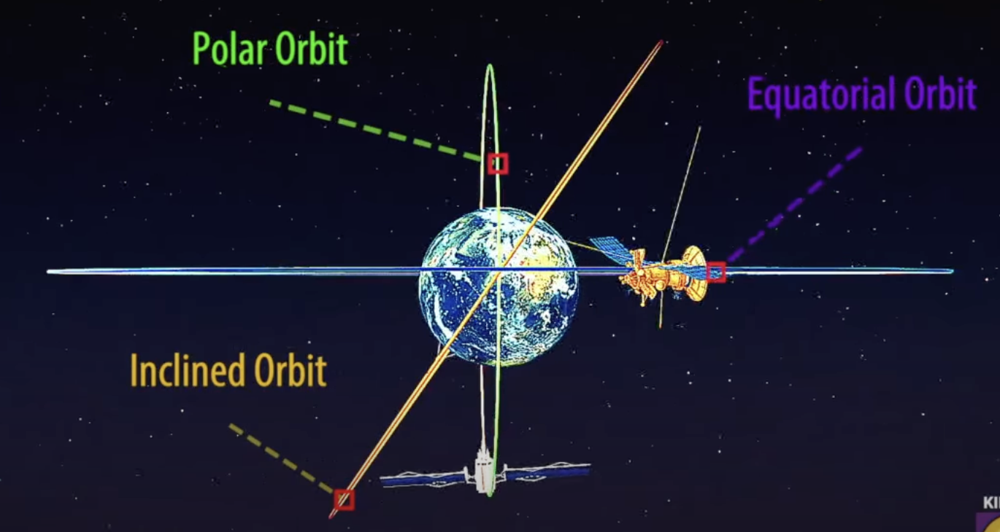 Polar Orbit
Equatorial Orbit
Inclined Orbit